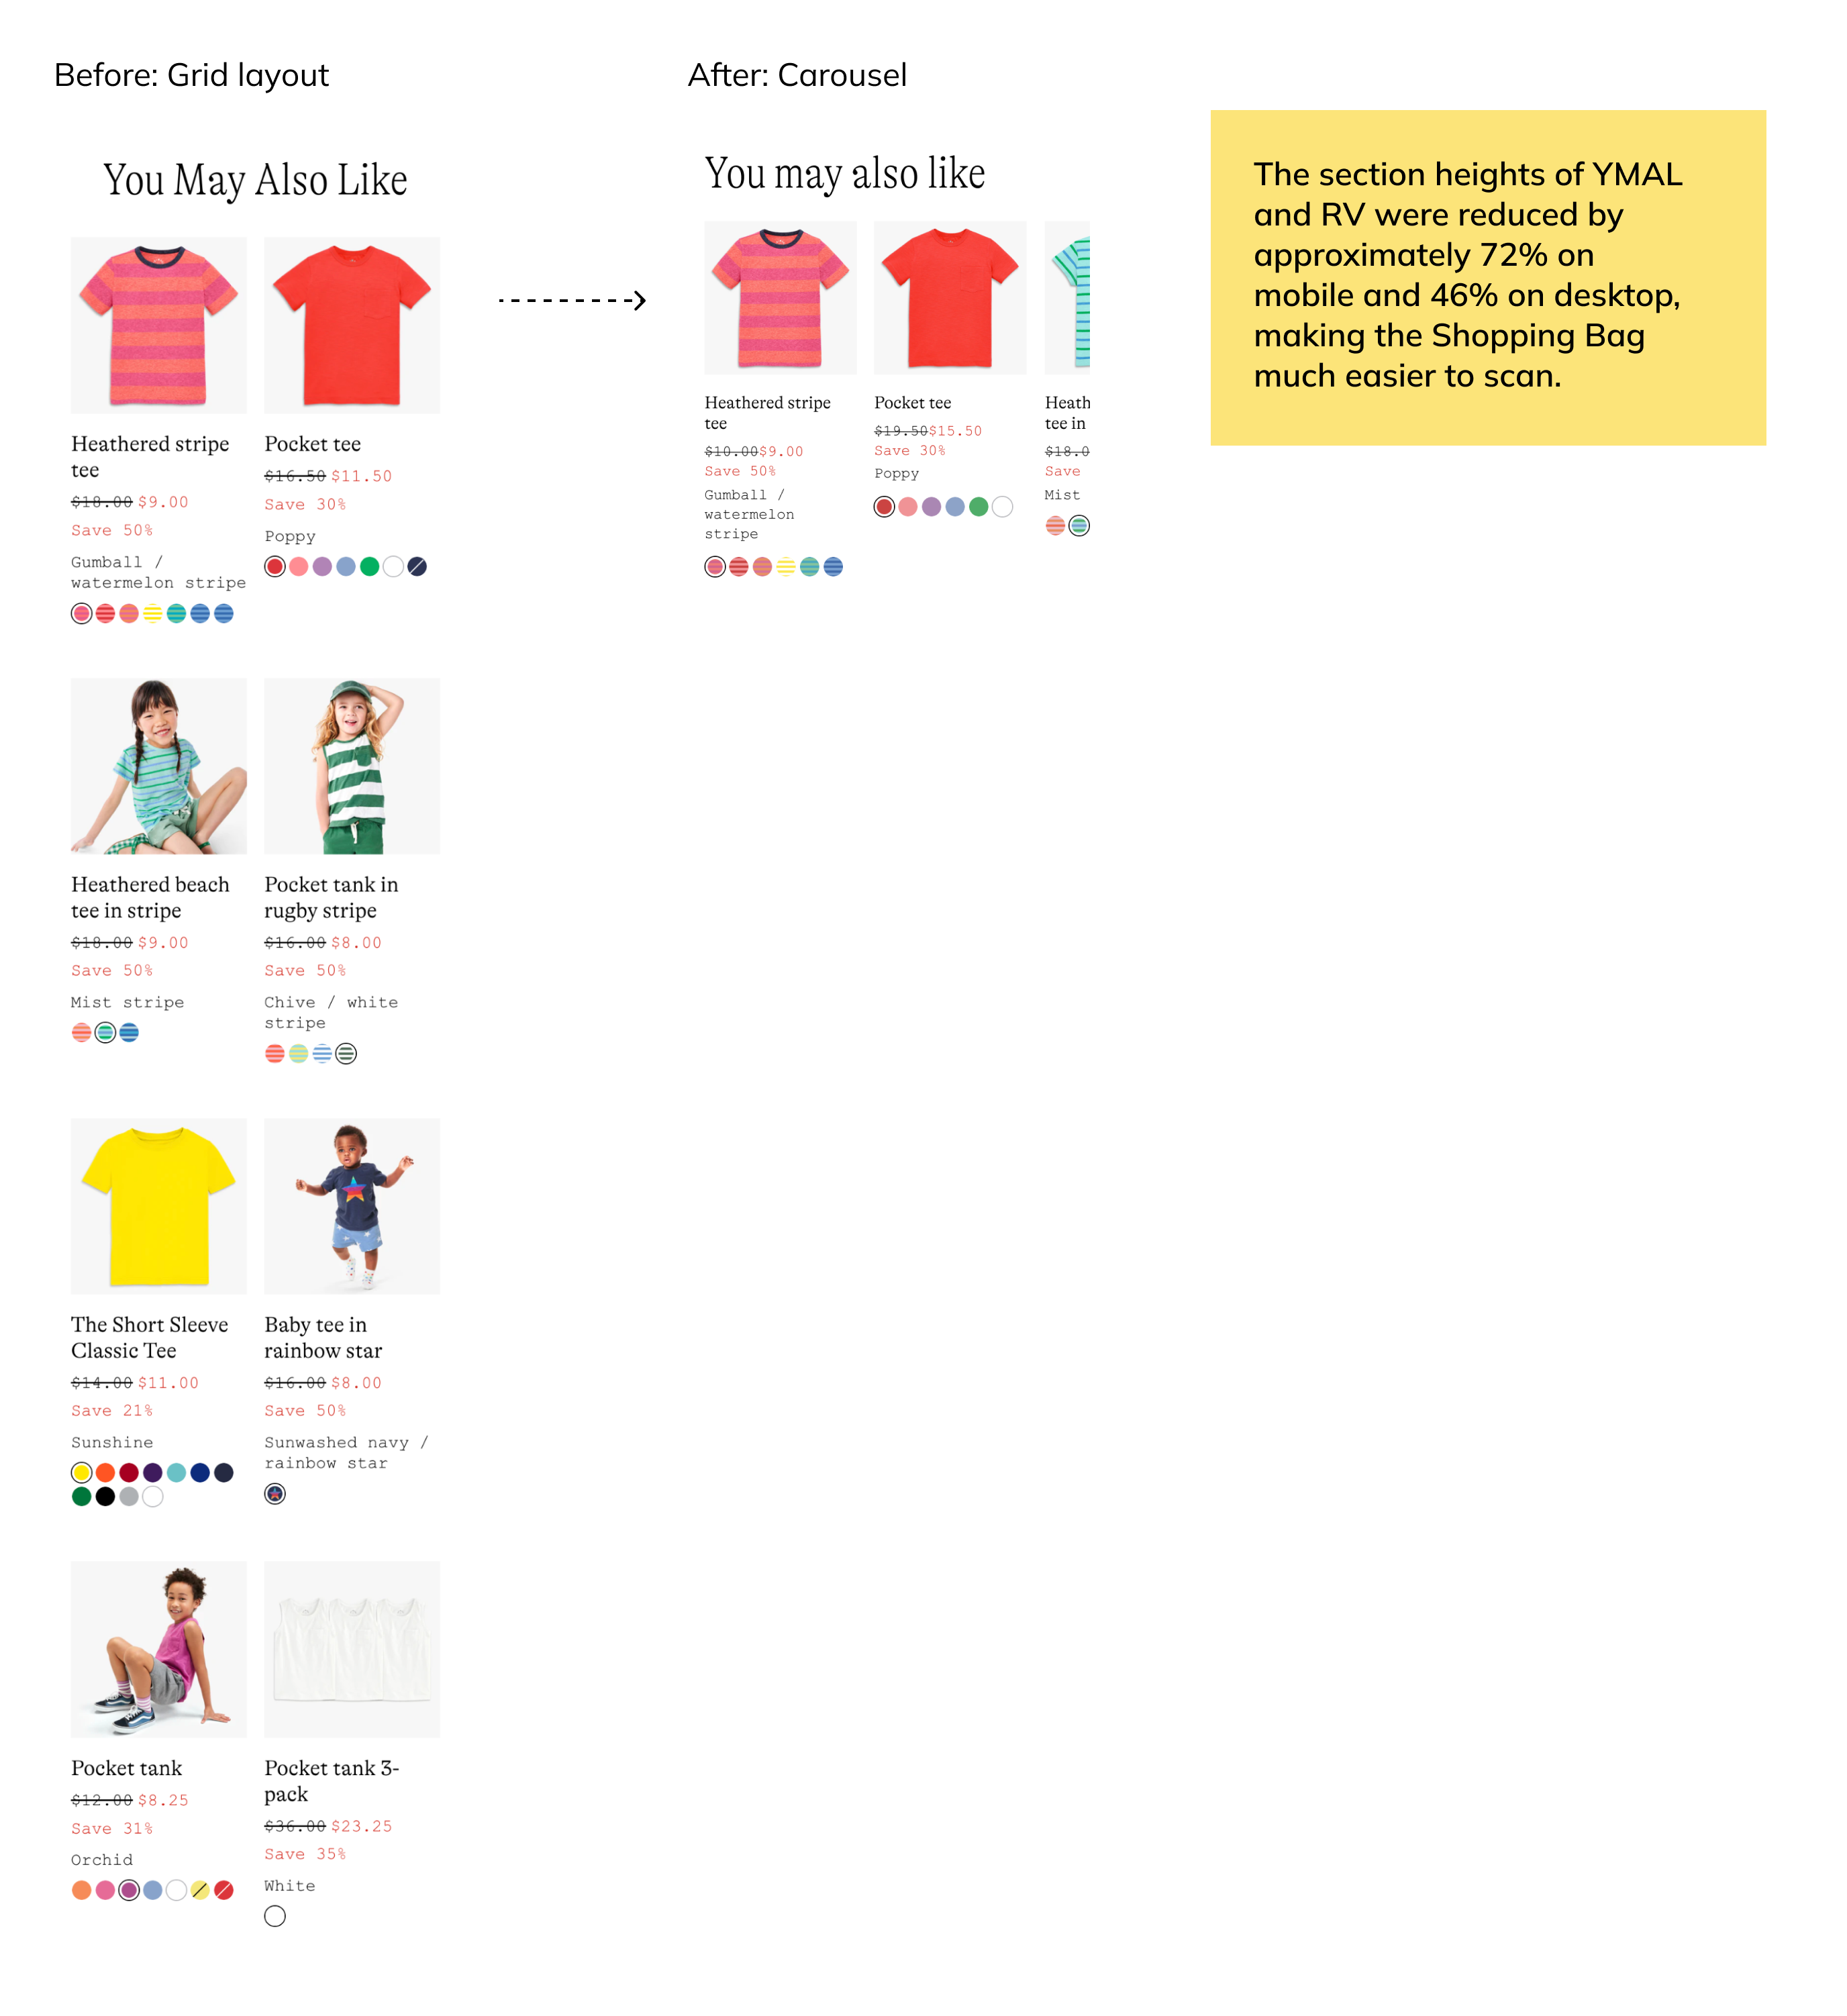 Before: Grid layout
You May Also Like
Heathered stripe
tee
$18.00 $9.00
Save 50%
Gumball /
watermelon stripe
Pocket tee
$16.50 $11.50
Save 30%
Poppy
Heathered beach
tee in stripe
$18.00 $9.00
Save 50%
Mist stripe
Pocket tank in
rugby stripe
$16.00 $8.00
Save 50%
Chive / white
stripe
The Short Sleeve
Classic Tee
$14.00 $11.00
Save 21%
Sunshine
Baby tee in
rainbow star
$16.00 $8.00
Save 50%
Sunwashed navy /
rainbow star
Pocket tank
$12.00 $8.25
Save 31%
Orchid
Pocket tank 3-
pack
$36.00 $23.25
Save 35%
White
After: Carousel
You may also like
Heathered stripe
tee
$10.00$9.00
Save 50%
Gumball /
watermelon
stripe
Pocket tee
$19.50$15.50
Save 30%
Poppy
Heath
tee in
$18.0
Save
Mist
The section heights of YMAL
and RV were reduced by
approximately 72% on
mobile and 46% on desktop,
making the Shopping Bag
much easier to scan.